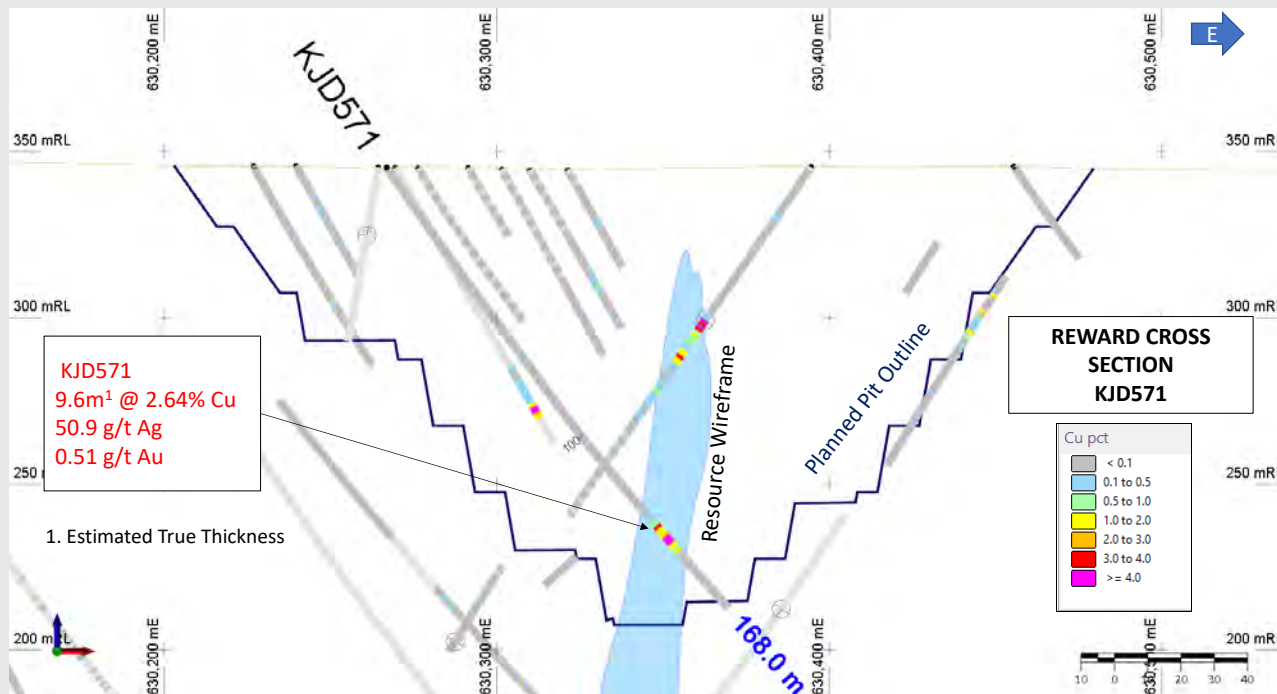 630,200 mE
630,300 mE
630,400 mE
630,500 mE
E
KJD571
350 mRL
350 mR
300 mRL
300 mR
KJD571
9.6m¹ @ 2.64% Cu
50.9 g/t Ag
0.51 g/t Au
1. Estimated True Thickness
100
Resource Wireframe
Planned Pit Outline
REWARD CROSS
SECTION
KJD571
Cu pct
< 0.1
0.1 to 0.5
0.5 to 1.0
1.0 to 2.0
2.0 to 3.0
3.0 to 4.0
>= 4.0
250
250 mR
200 mRL
200 mR
168.0 m
630,200 mE
630,300 mE
630,400 mE
10 0 10 20 30 40